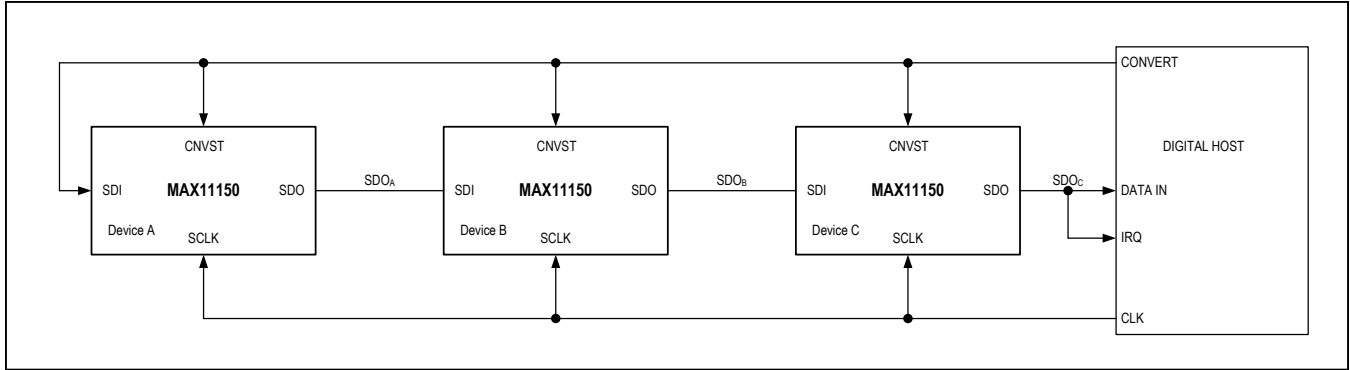 CONVERT
CNVST CNVST CNVST
DIGITAL HOST
SDI MAX11150 SDO SDOA SDI MAX11150 SDO SDOB SDI MAX11150 SDO SDOC DATA IN
Device A Device B Device C
SCLK SCLK SCLK
IRQ
CLK